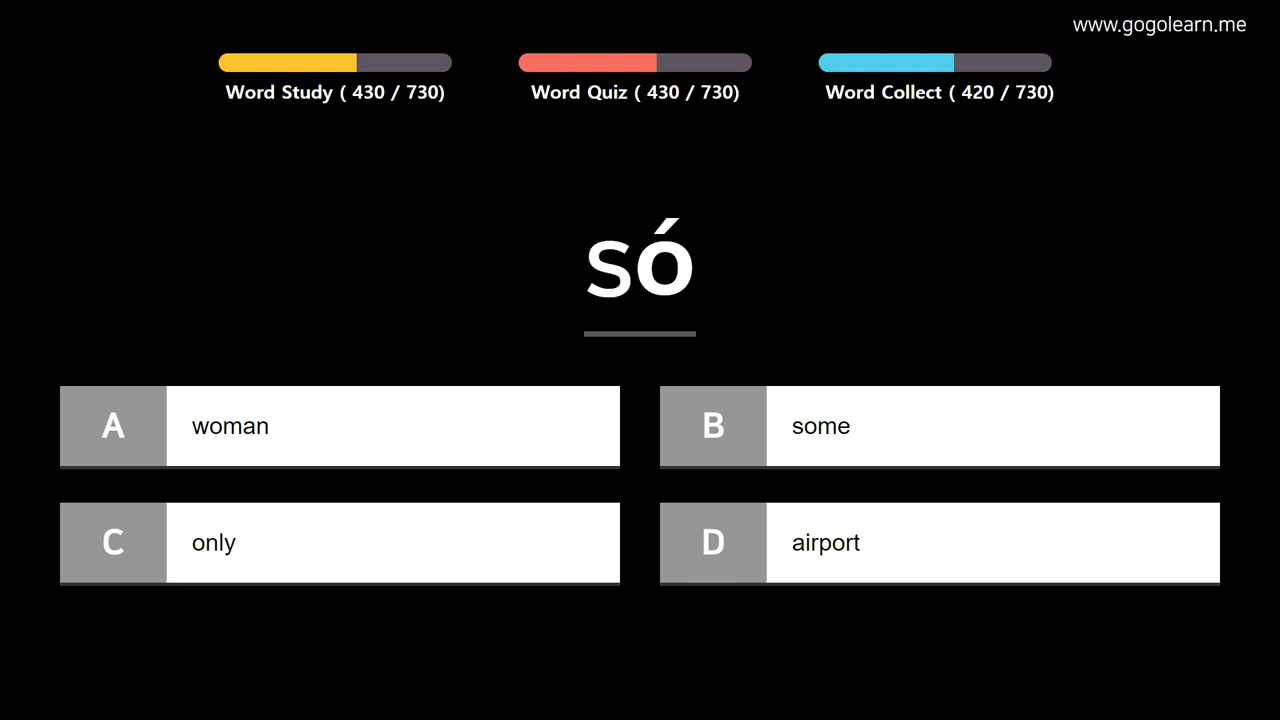 www.gogolearn.me
Word Study ( 430 / 730)
Word Quiz ( 430 / 730)
Word Collect ( 420 / 730)
só
A woman
B some
C only
D airport